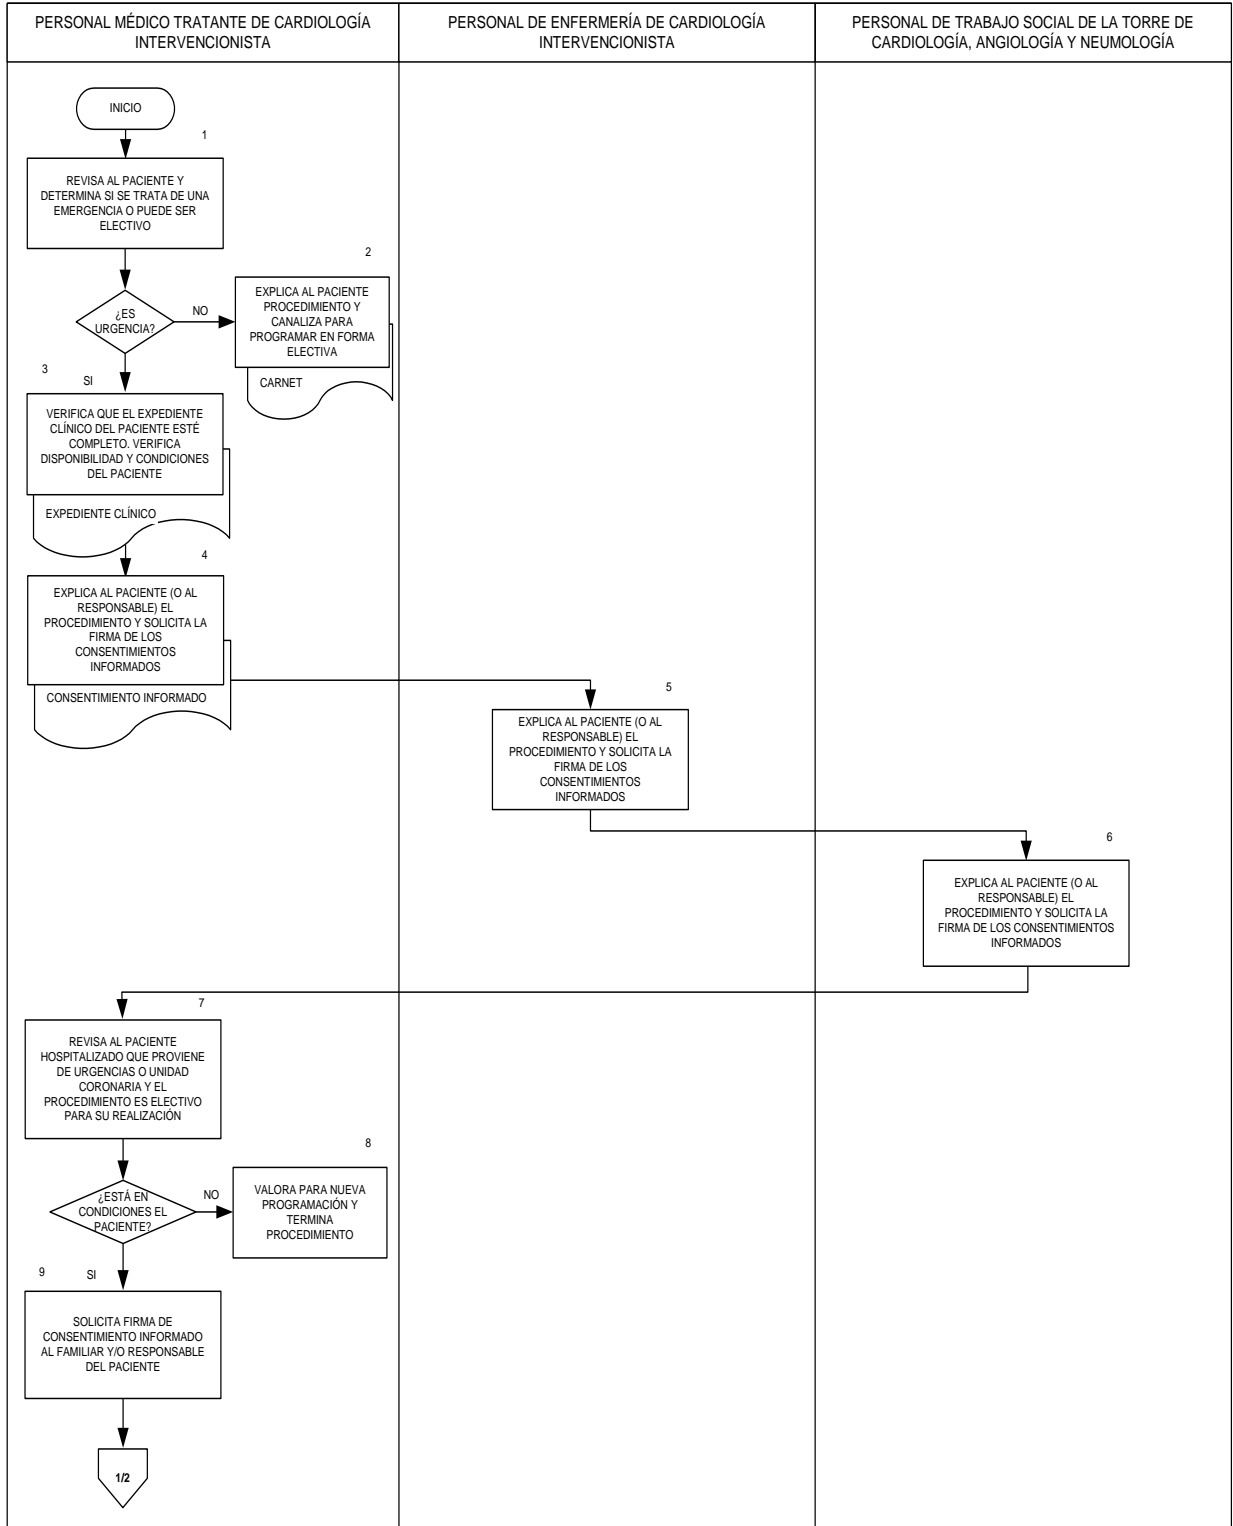 PERSONAL MÉDICO TRATANTE DE CARDIOLOGÍA
INTERVENCIONISTA
PERSONAL DE ENFERMERÍA DE CARDIOLOGÍA
INTERVENCIONISTA
PERSONAL DE TRABAJO SOCIAL DE LA TORRE DE
CARDIOLOGÍA, ANGIOLOGÍA Y NEUMOLOGÍA
INICIO
1
REVISA AL PACIENTE Y
DETERMINA SI SE TRATA DE UNA
EMERGENCIA O PUEDE SER
ELECTIVO
¿ES
URGENCIA?
NO
2
EXPLICA AL PACIENTE
PROCEDIMIENTO Y
CANALIZA PARA
PROGRAMAR EN FORMA
ELECTIVA
CARNET
3
SI
VERIFICA QUE EL EXPEDIENTE
CLÍNICO DEL PACIENTE ESTÉ
COMPLETO. VERIFICA
DISPONIBILIDAD Y CONDICIONES
DEL PACIENTE
EXPEDIENTE CLÍNICO
4
EXPLICA AL PACIENTE (O AL
RESPONSABLE) EL
PROCEDIMIENTO Y SOLICITA LA
FIRMA DE LOS
CONSENTIMIENTOS
INFORMADOS
CONSENTIMIENTO INFORMADO
5
EXPLICA AL PACIENTE (O AL
RESPONSABLE) EL
PROCEDIMIENTO Y SOLICITA LA
FIRMA DE LOS
CONSENTIMIENTOS
INFORMADOS
6
EXPLICA AL PACIENTE (O AL
RESPONSABLE) EL
PROCEDIMIENTO Y SOLICITA LA
FIRMA DE LOS CONSENTIMIENTOS
INFORMADOS
7
REVISA AL PACIENTE
HOSPITALIZADO QUE PROVIENE
DE URGENCIAS O UNIDAD
CORONARIA Y EL
PROCEDIMIENTO ES ELECTIVO
PARA SU REALIZACIÓN
¿ESTÁ EN
CONDICIONES EL
PACIENTE?
NO
8
VALORA PARA NUEVA
PROGRAMACIÓN Y
TERMINA
PROCEDIMIENTO
9
SI
SOLICITA FIRMA DE
CONSENTIMIENTO INFORMADO
AL FAMILIAR Y/O RESPONSABLE
DEL PACIENTE
1/2